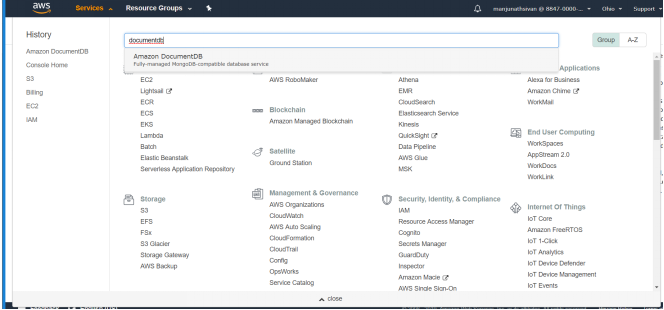 aws
Services
Resource Groups
manjunathsivan @ 8847-0000-...
Ohio
Support
History
Amazon DocumentDB
Console Home
S3
Billing
EC2
IAM
documentdb
Group
A-Z
Amazon DocumentDB
Fully-managed MongoDB-compatible database service
EC2
Lightsail
ECR
ECS
EKS
Lambda
Batch
Elastic Beanstalk
Serverless Application Repository
Storage
S3
EFS
FSx
S3 Glacier
Storage Gateway
AWS Backup
AWS RoboMaker
Blockchain
Amazon Managed Blockchain
Satellite
Ground Station
Management & Governance
AWS Organizations
CloudWatch
AWS Auto Scaling
CloudFormation
CloudTrail
Config
OpsWorks
Service Catalog
Athena
EMR
CloudSearch
Elasticsearch Service
Kinesis
QuickSight
Data Pipeline
AWS Glue
MSK
Security, Identity, & Compliance
IAM
Resource Access Manager
Cognito
Secrets Manager
GuardDuty
Inspector
Amazon Macie
AWS Single Sign-On
Applications
Alexa for Business
Amazon Chime
WorkMail
End User Computing
WorkSpaces
AppStream 2.0
WorkDocs
WorkLink
Internet Of Things
IoT Core
Amazon FreeRTOS
IoT 1-Click
IoT Analytics
IoT Device Defender
IoT Device Management
IoT Events
close